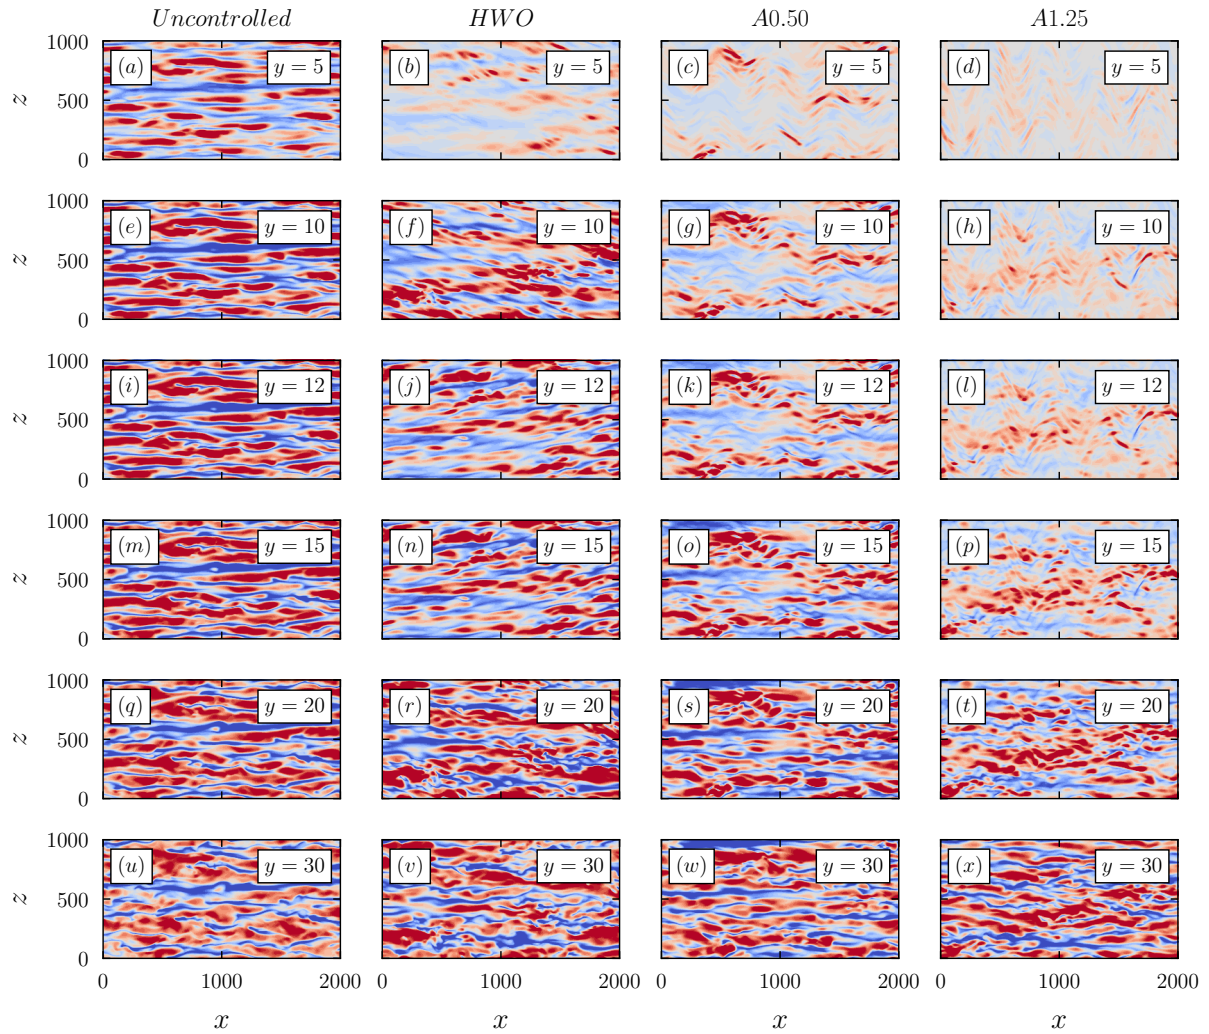 Uncontrolled HWO A0.50 A1.25
1000
z
500
0
(a) y = 5
(b) y = 5
(c) y = 5
(d) y = 5
1000
z
500
0
(e) y = 10
(f) y = 10
(g) y = 10
(h) y = 10
1000
z
500
0
(i) y = 12
(j) y = 12
(k) y = 12
(l) y = 12
1000
z
500
0
(m) y = 15
(n) y = 15
(o) y = 15
(p) y = 15
1000
z
500
0
(q) y = 20
(r) y = 20
(s) y = 20
(t) y = 20
1000
z
500
0
(u) y = 30
(v) y = 30
(w) y = 30
(x) y = 30
0 1000 2000 0 1000 2000 0 1000 2000 0 1000 2000
x x x x